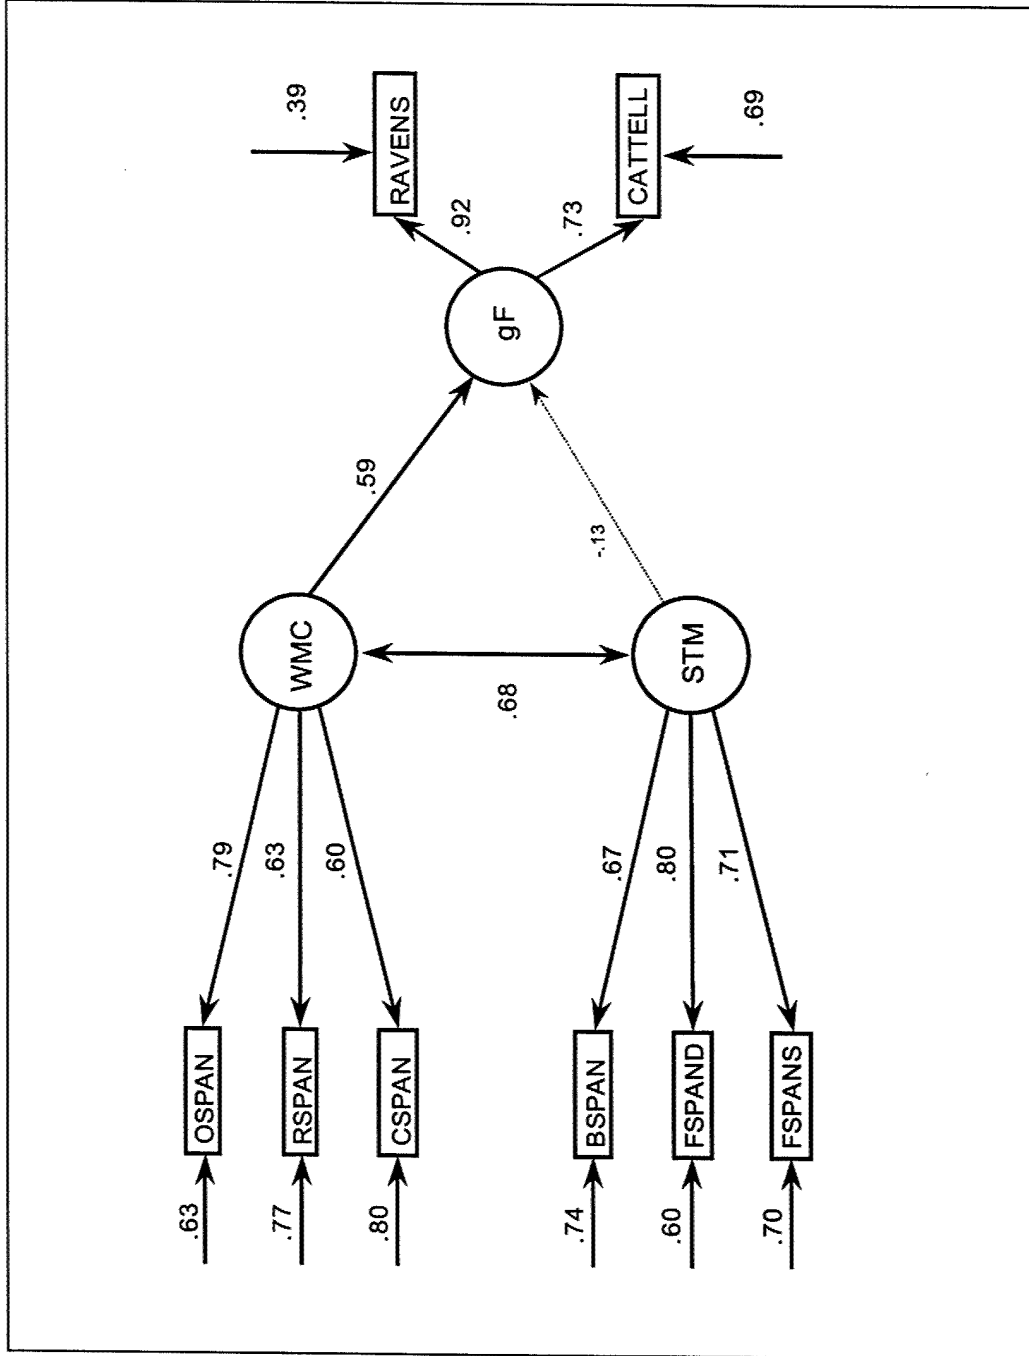 .63
OSPAN
.79
.77
RSPAN
.63
.80
CSPAN
.60
WMC
.59
.68
.74
BSPAN
.67
.60
FSPAND
.80
.70
FSPANS
.71
STM
-.13
gF
.92
RAVENS
.39
.73
CATTELL
.69